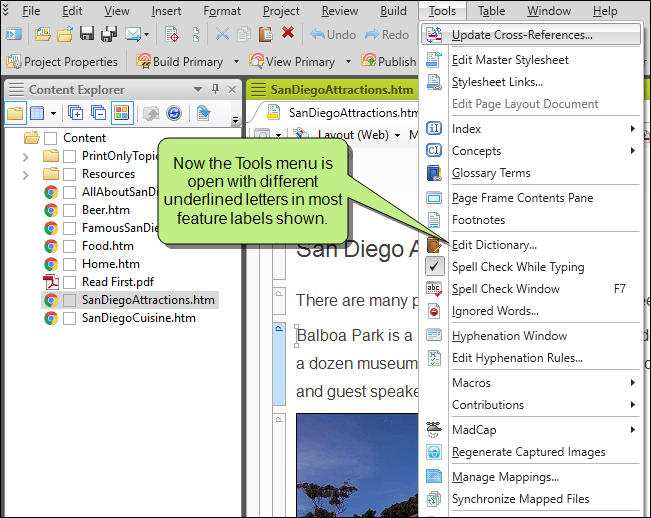 File Edit View Insert Format Project Review Build Tools Table Window Help
Undo Redo
Project Properties Build Primary Preview Primary Publish
Content Explorer
Content
PrintOnlyTopic
Resources
AllAboutSanDi
Beer.htm
FamousSanDie
Food.htm
Home.htm
Read First.pdf
SanDiegoAttractions.htm
SanDiegoCuisine.htm
SanDiegoAttractions.htm
SanDiegoAttractions.htm
Layout (Web)
San Diego A
There are many p
Balboa Park is a
a dozen museum
and guest speake
p
p
p
Now the Tools menu is
open with different
underlined letters in most
feature labels shown.
Update Cross-References...
Edit Master Stylesheet
Stylesheet Links...
Edit Page Layout Document
Index
Concepts
Glossary Terms
Page Frame Contents Pane
Footnotes
Edit Dictionary...
Spell Check While Typing
Spell Check Window F7
Ignored Words...
Hyphenation Window
Edit Hyphenation Rules...
Macros
Contributions
MadCap
Regenerate Captured Images
Manage Mappings...
Synchronize Mapped Files